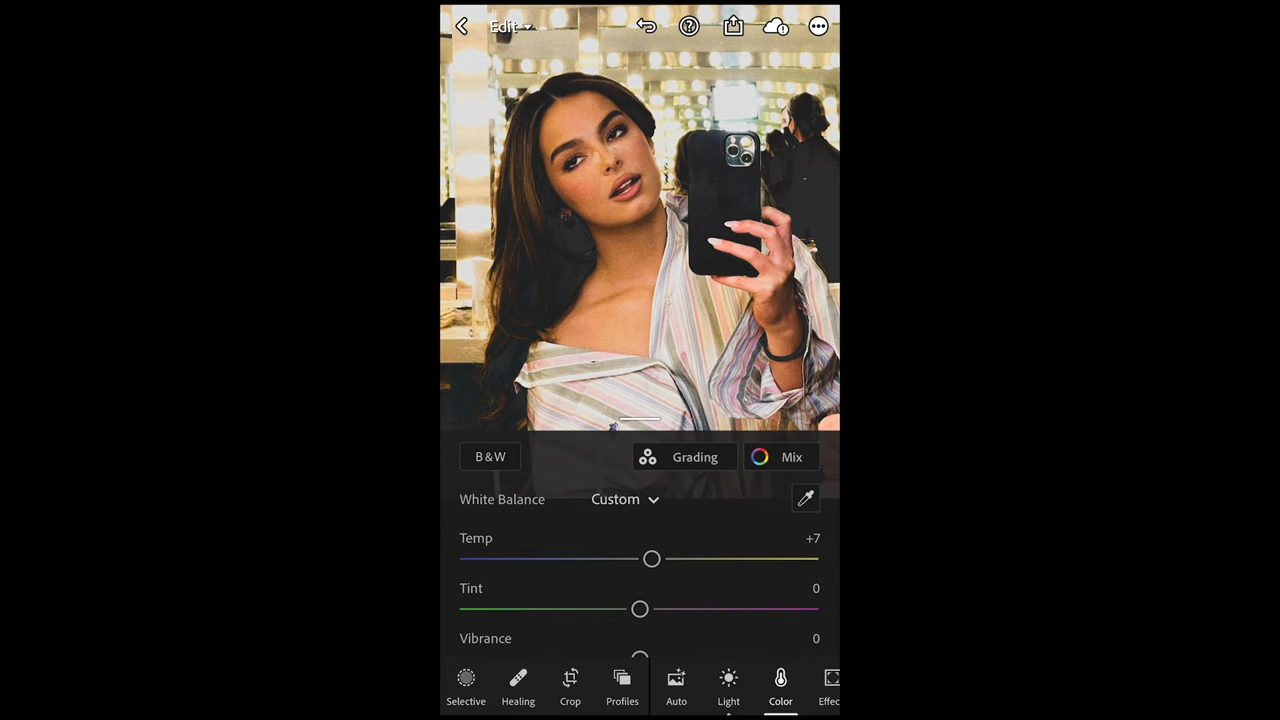 Edit
B&W
Grading
Mix
White Balance
Custom
Temp
+7
Tint
0
Vibrance
0
Selective
Healing
Crop
Profiles
Auto
Light
Color
Effec